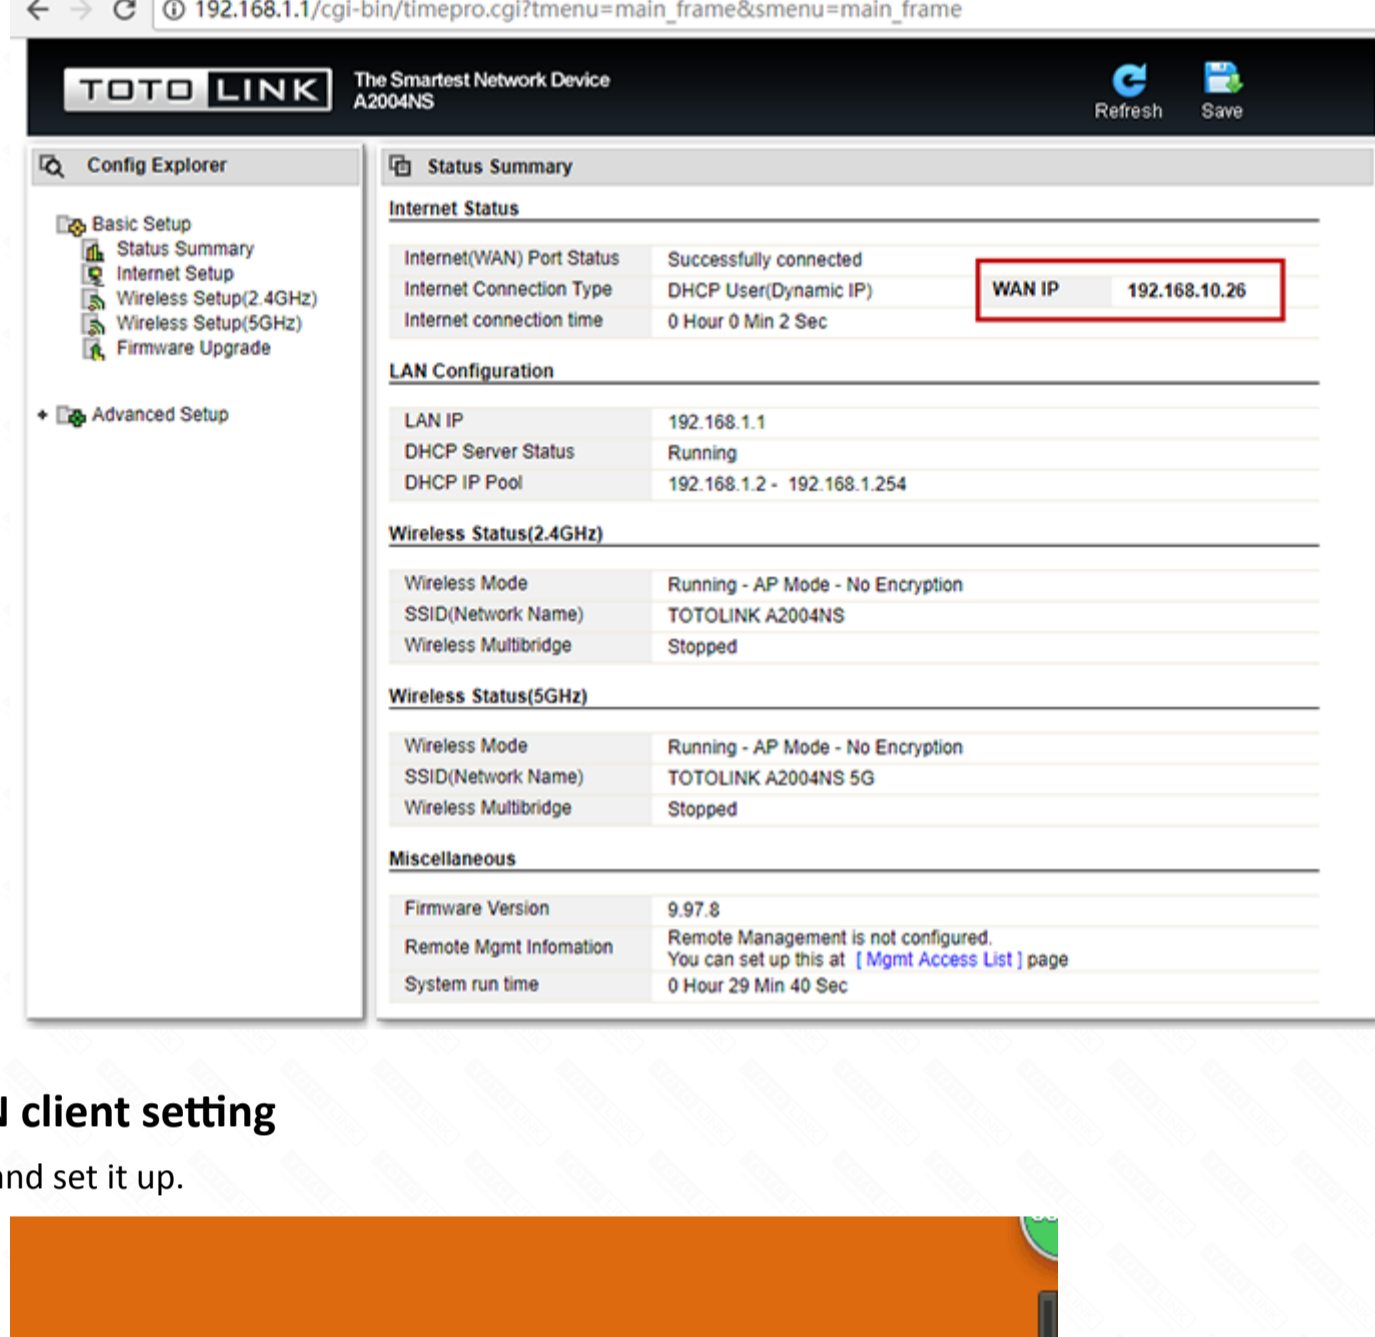 192.168.1.1/cgi-bin/timepro.cgi?tmenu=main_frame&smenu=main_frame
TOTO LINK
The Smartest Network Device
A2004NS
Refresh
Save
Config Explorer
Basic Setup
Status Summary
Internet Setup
Wireless Setup(2.4GHz)
Wireless Setup(5GHz)
Firmware Upgrade
Advanced Setup
Status Summary
Internet Status
Internet(WAN) Port Status Successfully connected
Internet Connection Type DHCP User(Dynamic IP) WAN IP 192.168.10.26
Internet connection time 0 Hour 0 Min 2 Sec
LAN Configuration
LAN IP 192.168.1.1
DHCP Server Status Running
DHCP IP Pool 192.168.1.2 - 192.168.1.254
Wireless Status(2.4GHz)
Wireless Mode Running - AP Mode - No Encryption
SSID(Network Name) TOTOLINK A2004NS
Wireless Multibridge Stopped
Wireless Status(5GHz)
Wireless Mode Running - AP Mode - No Encryption
SSID(Network Name) TOTOLINK A2004NS 5G
Wireless Multibridge Stopped
Miscellaneous
Firmware Version 9.97.8
Remote Mgmt Infomation Remote Management is not configured.
You can set up this at [ Mgmt Access List ] page
System run time 0 Hour 29 Min 40 Sec
client setting
and set it up.